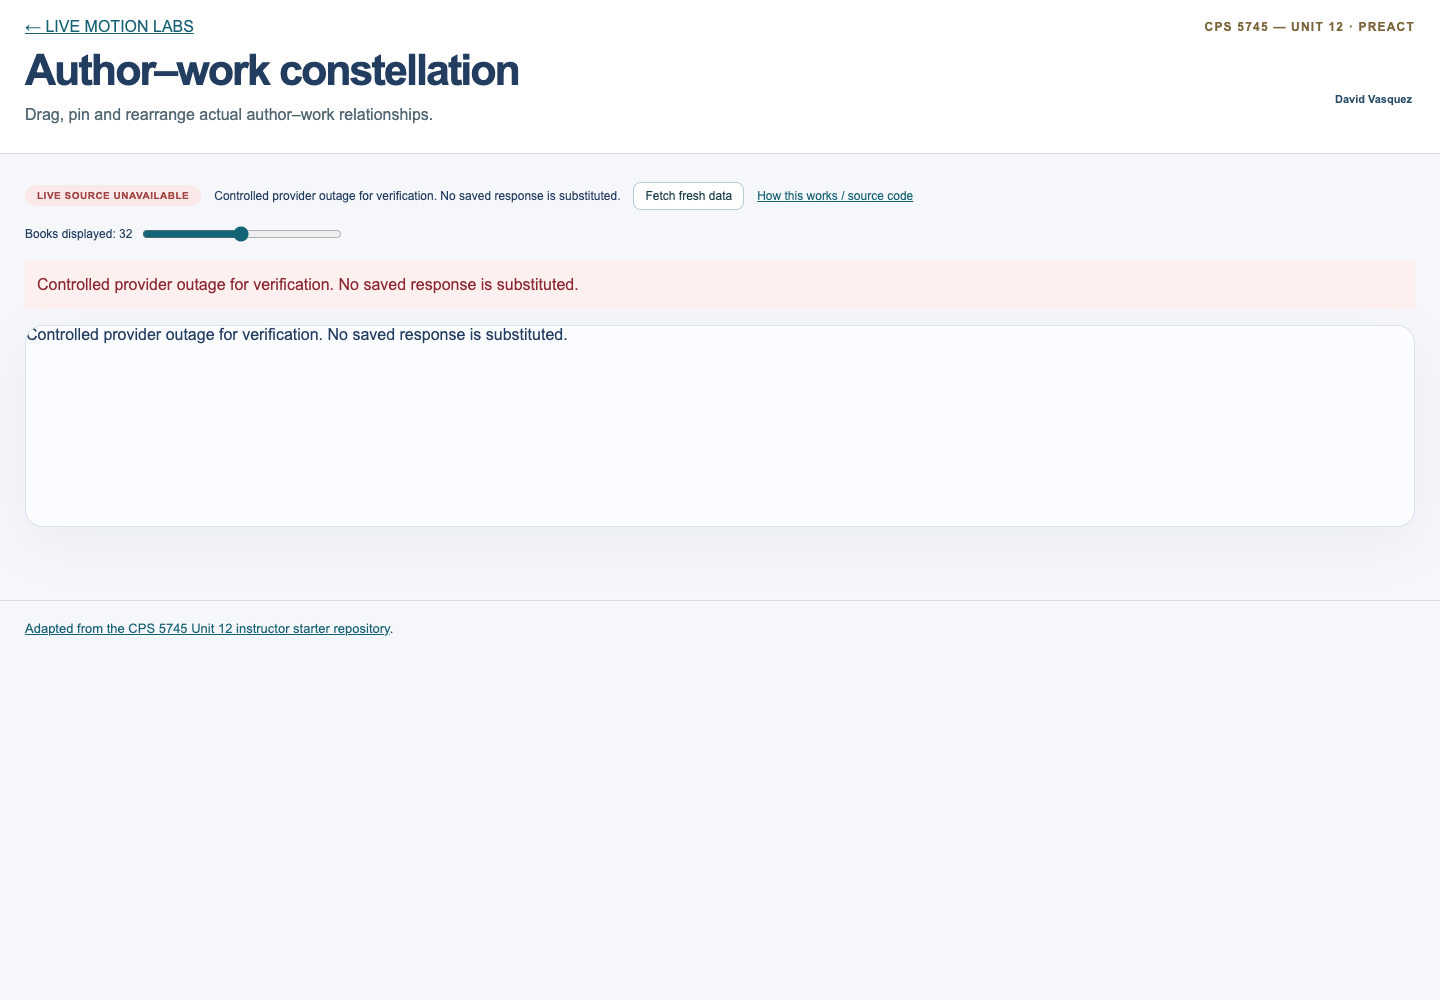 ← LIVE MOTION LABS
CPS 5745 — UNIT 12 · PREACT
Author–work constellation
David Vasquez
Drag, pin and rearrange actual author–work relationships.
LIVE SOURCE UNAVAILABLE Controlled provider outage for verification. No saved response is substituted. Fetch fresh data How this works / source code
Books displayed: 32
Controlled provider outage for verification. No saved response is substituted.
Controlled provider outage for verification. No saved response is substituted.
Adapted from the CPS 5745 Unit 12 instructor starter repository.